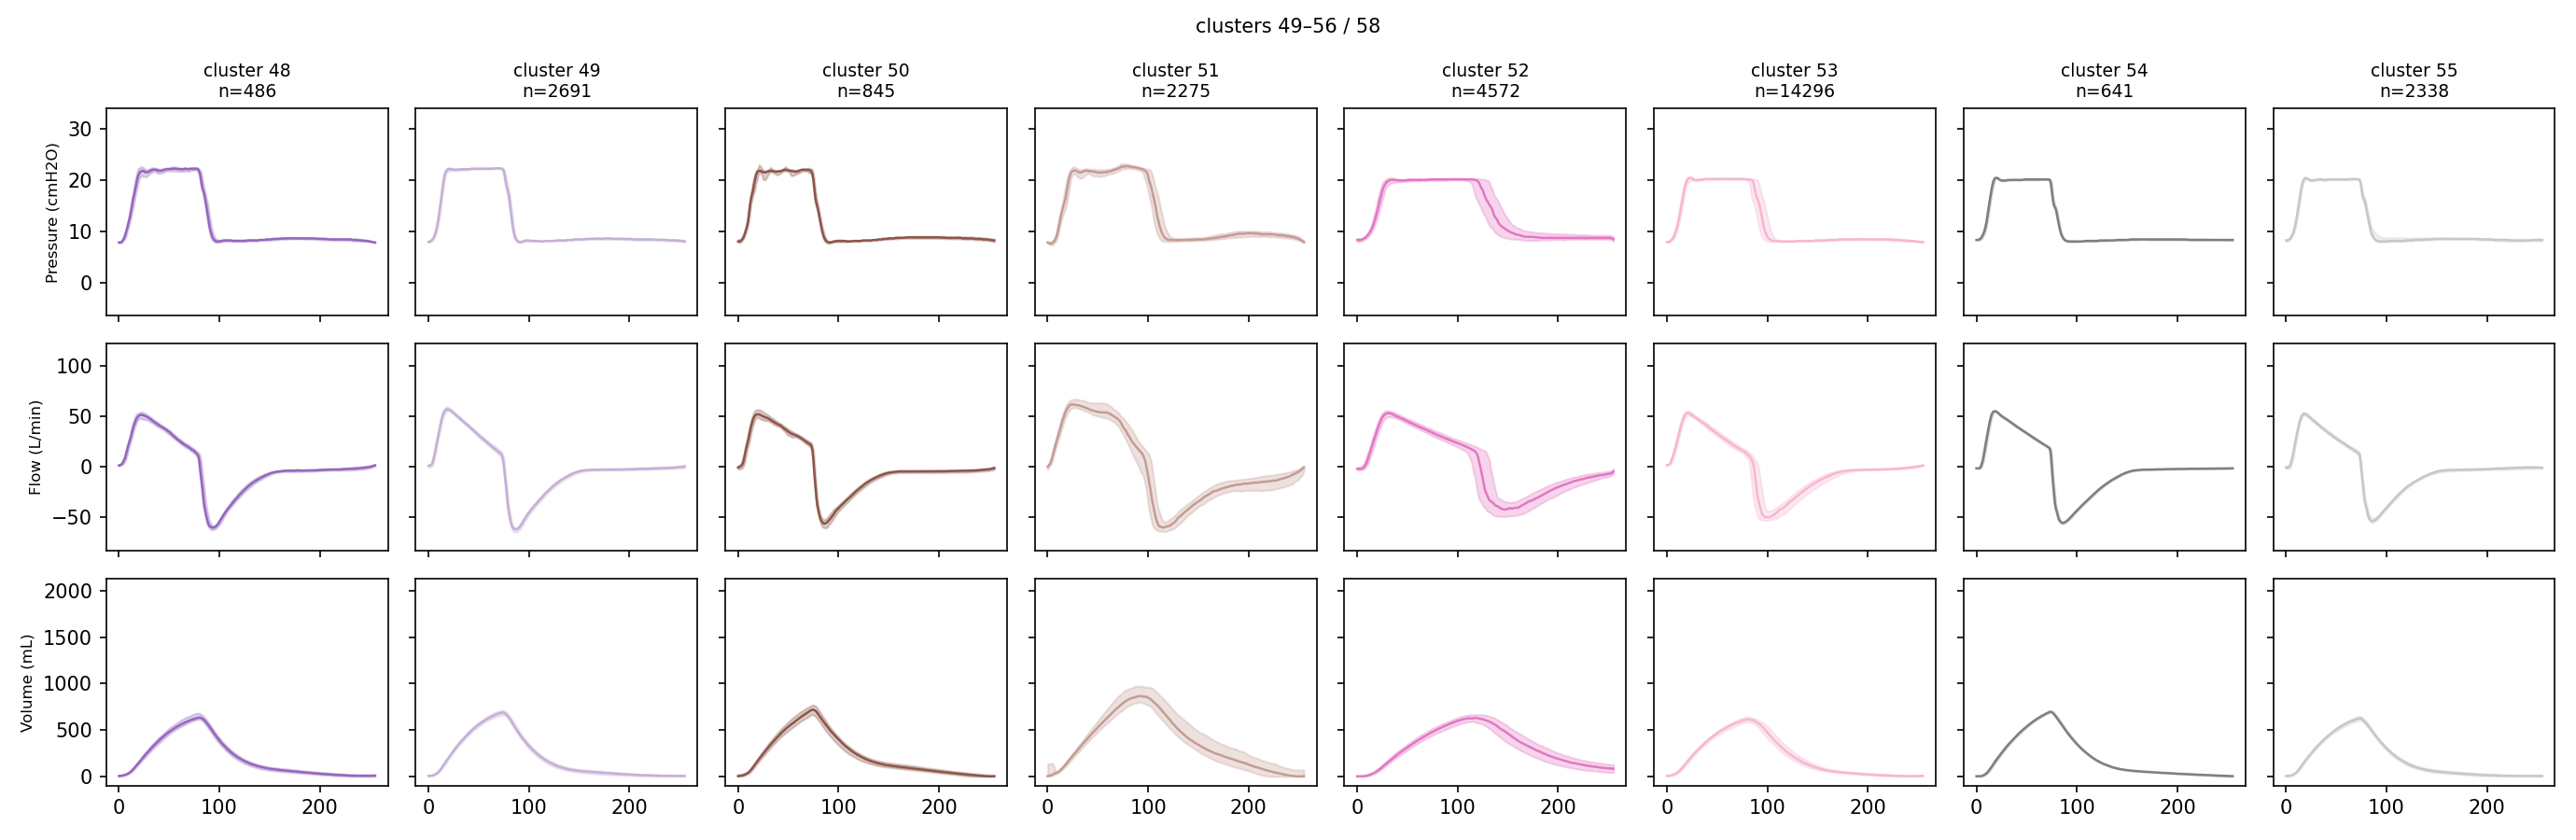 clusters 49–56 / 58
cluster 48
n=486
cluster 49
n=2691
cluster 50
n=845
cluster 51
n=2275
cluster 52
n=4572
cluster 53
n=14296
cluster 54
n=641
cluster 55
n=2338
Pressure (cmH2O)
30
20
10
0
Flow (L/min)
100
50
0
−50
Volume (mL)
2000
1500
1000
500
0
0 100 200
0 100 200
0 100 200
0 100 200
0 100 200
0 100 200
0 100 200
0 100 200